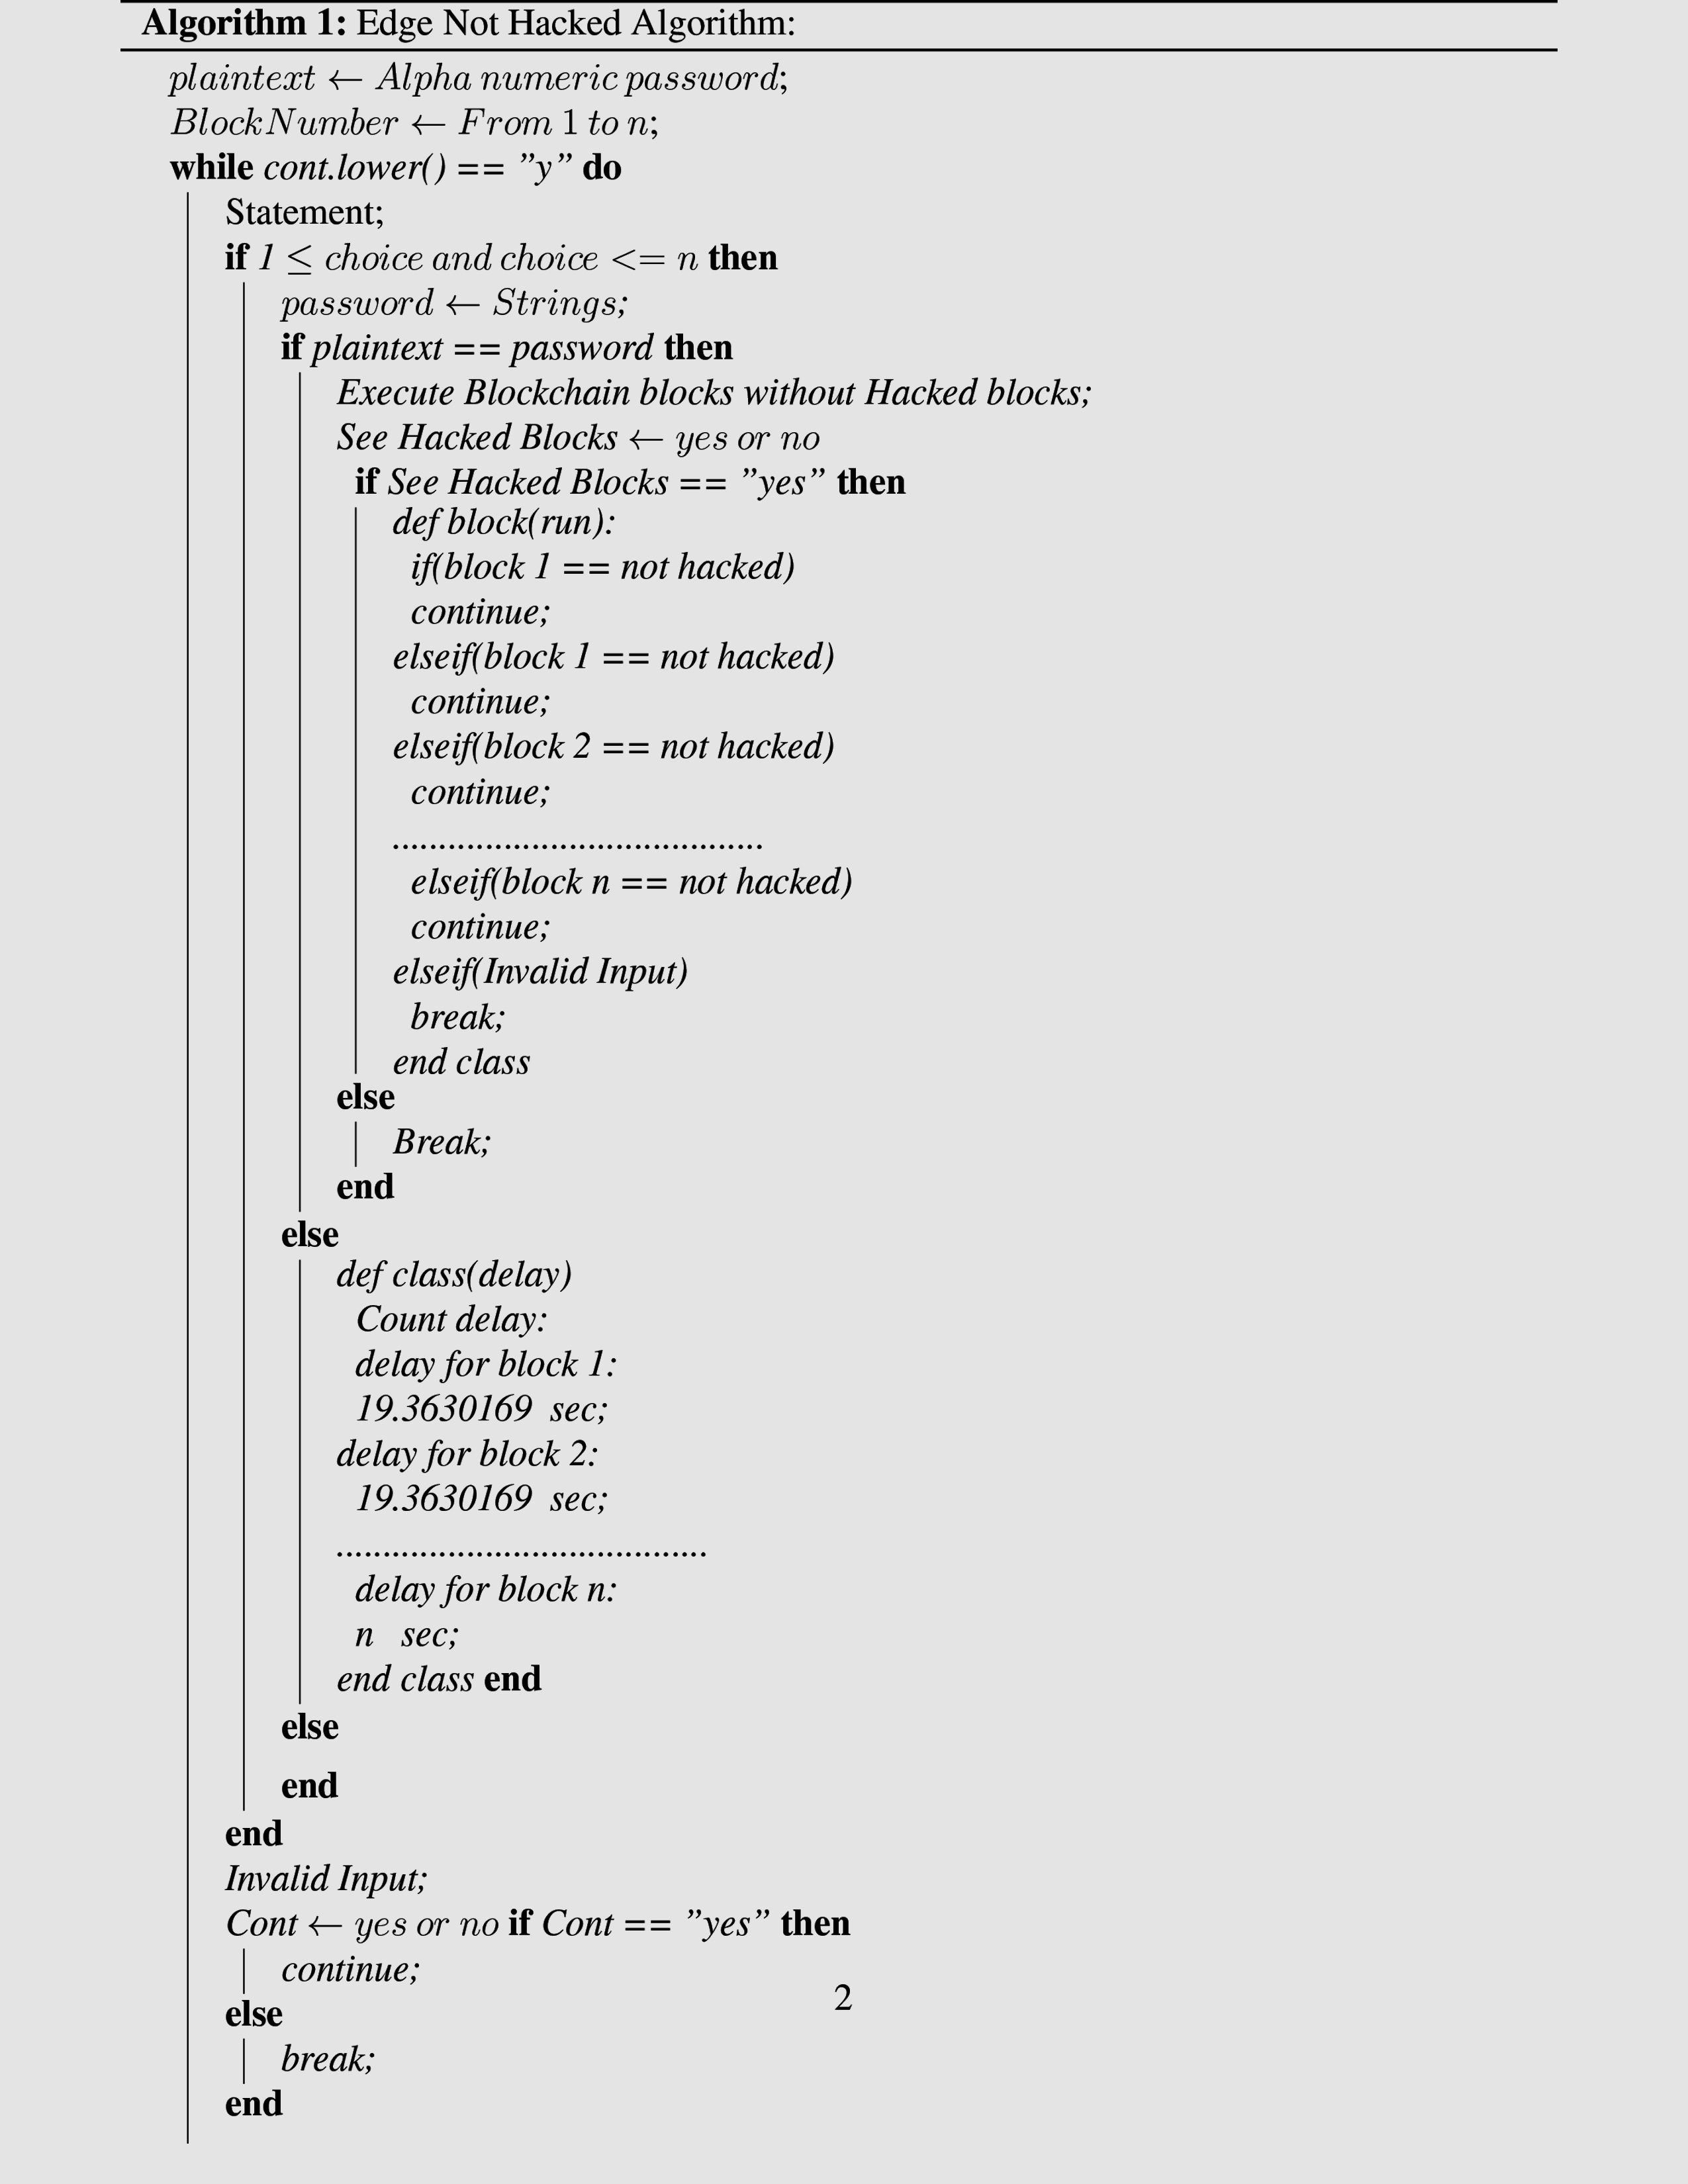 Algorithm 1: Edge Not Hacked Algorithm:
plaintext ← Alpha numeric password;
BlockNumber ← From 1 to n;
while cont.lower() == ”y” do
Statement;
if 1 ≤ choice and choice <= n then
password ← Strings;
if plaintext == password then
Execute Blockchain blocks without Hacked blocks;
See Hacked Blocks ← yes or no
if See Hacked Blocks == ”yes” then
def block(run):
if(block 1 == not hacked)
continue;
elseif(block 1 == not hacked)
continue;
elseif(block 2 == not hacked)
continue;
........................................
elseif(block n == not hacked)
continue;
elseif(Invalid Input)
break;
end class
else
Break;
end
else
def class(delay)
Count delay:
delay for block 1:
19.3630169 sec;
delay for block 2:
19.3630169 sec;
........................................
delay for block n:
n sec;
end class end
else
end
end
Invalid Input;
Cont ← yes or no if Cont == ”yes” then
continue;
2
else
break;
end